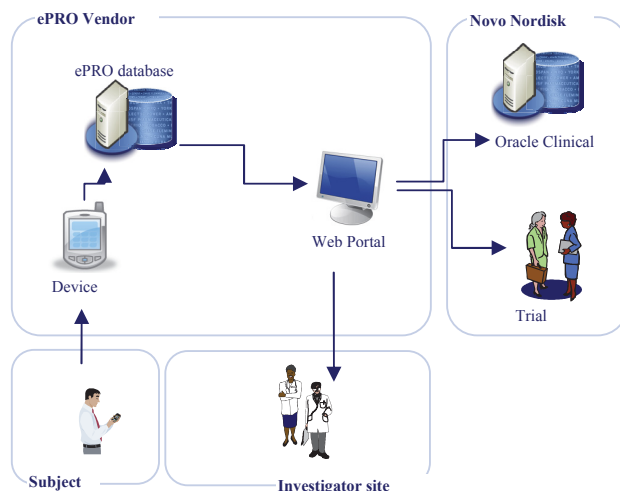 ePRO Vendor
Novo Nordisk
ePRO database
Oracle Clinical
Web Portal
Device
Trial
Subject
Investigator site